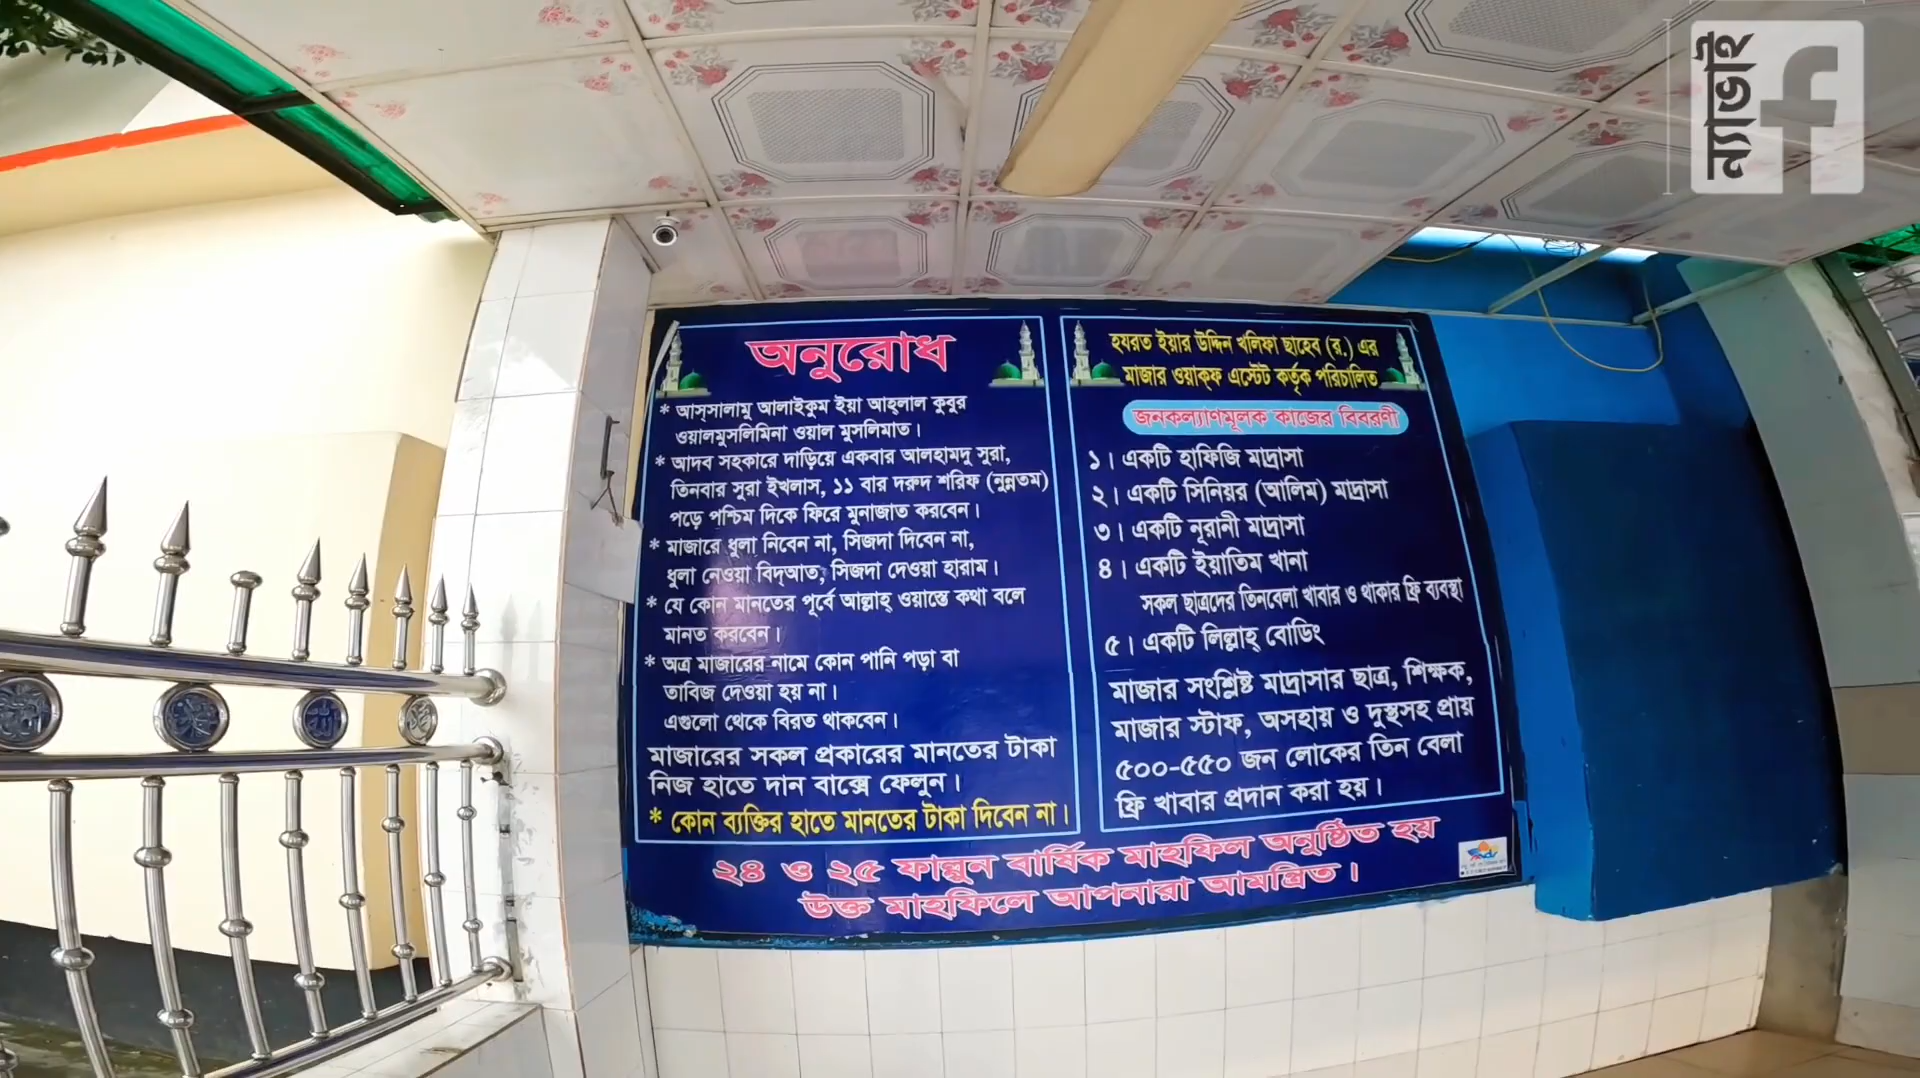 অনুরোধ
* আস্সালামু আলাইকুম ইয়া আহ্লাল কুবুর
ওয়ালমুসলিমিনা ওয়াল মুসলিমাত।
* আদব সহকারে দাড়িয়ে একবার আলহামদু সুরা,
তিনবার সুরা ইখলাস, ১১ বার দরুদ শরিফ (নুন্নতম)
পড়ে পশ্চিম দিকে ফিরে মুনাজাত করবেন।
* মাজারে ধুলা নিবেন না, সিজদা দিবেন না,
ধুলা নেওয়া বিদ্আত, সিজদা দেওয়া হারাম।
* যে কোন মানতের পূর্বে আল্লাহ্ ওয়াস্তে কথা বলে
মানত করবেন।
* অত্র মাজারের নামে কোন পানি পড়া বা
তাবিজ দেওয়া হয় না।
এগুলো থেকে বিরত থাকবেন।
মাজারের সকল প্রকারের মানতের টাকা
নিজ হাতে দান বাক্সে ফেলুন।
* কোন ব্যক্তির হাতে মানতের টাকা দিবেন না।
হযরত ইয়ার উদ্দিন খলিফা ছাহেব (র.) এর
মাজার ওয়াক্ফ এস্টেট কর্তৃক পরিচালিত
জনকল্যাণমূলক কাজের বিবরণী
১। একটি হাফিজি মাদ্রাসা
২। একটি সিনিয়র (আলিম) মাদ্রাসা
৩। একটি নূরানী মাদ্রাসা
৪। একটি ইয়াতিম খানা
সকল ছাত্রদের তিনবেলা খাবার ও থাকার ফ্রি ব্যবস্থা
৫। একটি লিল্লাহ্ বোডিং
মাজার সংশ্লিষ্ট মাদ্রাসার ছাত্র, শিক্ষক,
মাজার স্টাফ, অসহায় ও দুস্থসহ প্রায়
৫০০-৫৫০ জন লোকের তিন বেলা
ফ্রি খাবার প্রদান করা হয়।
২৪ ও ২৫ ফাল্গুন বার্ষিক মাহফিল অনুষ্ঠিত হয়
উক্ত মাহফিলে আপনারা আমন্ত্রিত।
ন্যাভাই